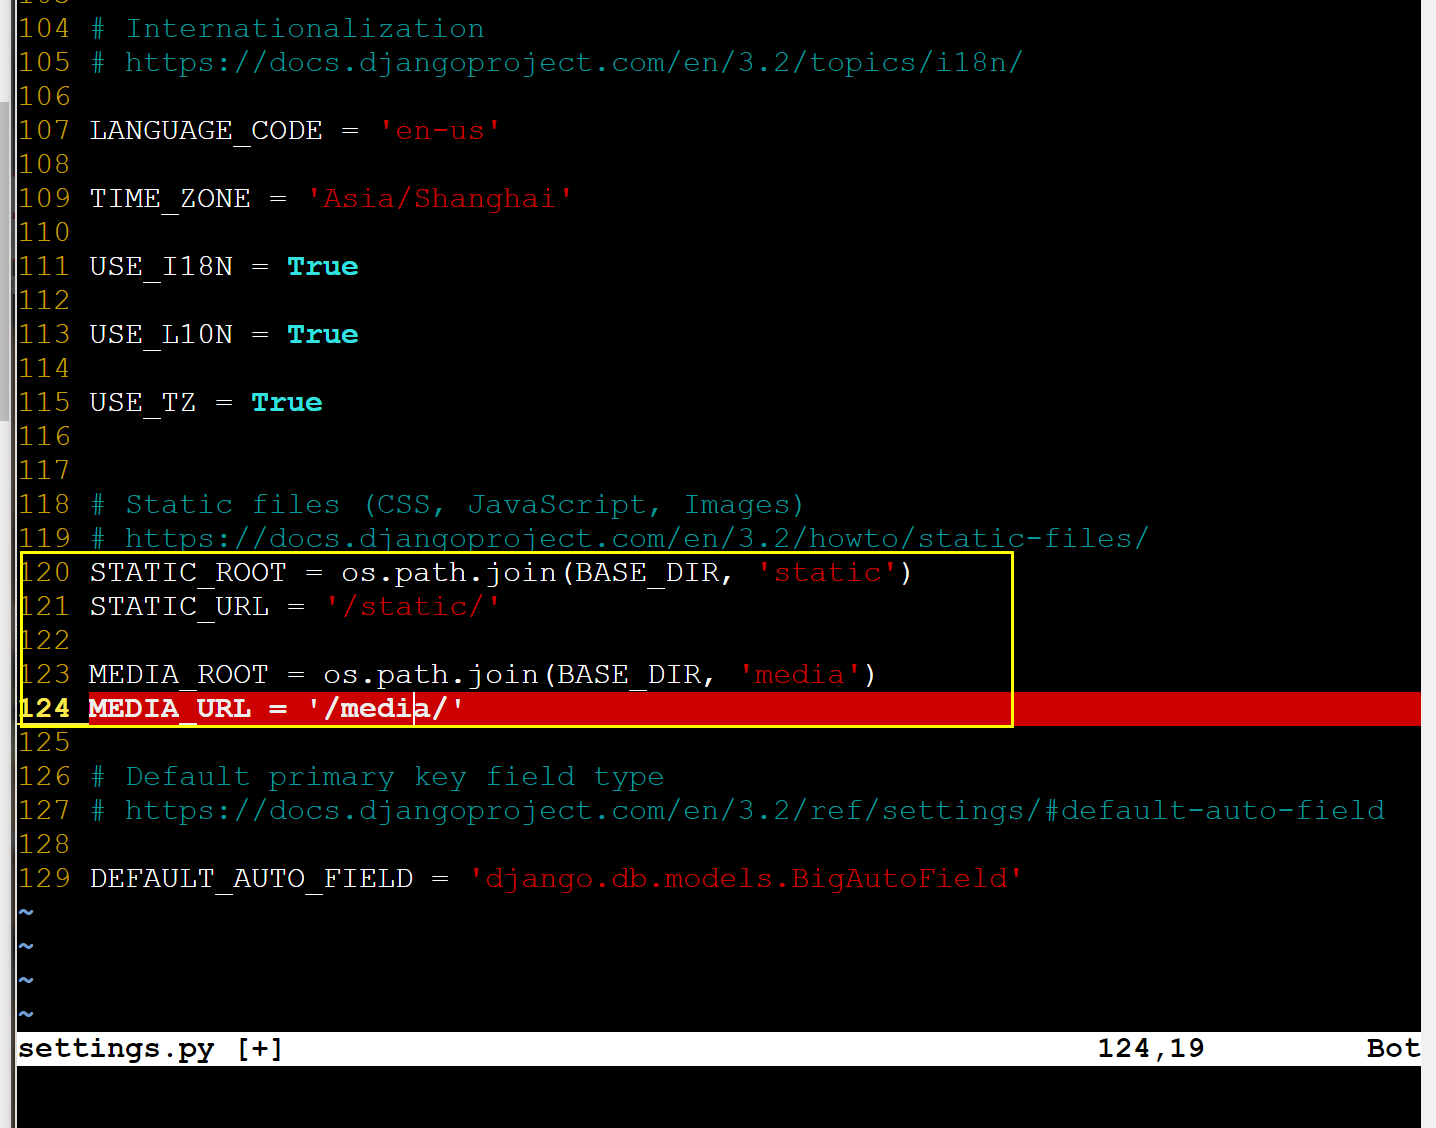 104 # Internationalization
105 # https://docs.djangoproject.com/en/3.2/topics/i18n/
106
107 LANGUAGE_CODE = 'en-us'
108
109 TIME_ZONE = 'Asia/Shanghai'
110
111 USE_I18N = True
112
113 USE_L10N = True
114
115 USE_TZ = True
116
117
118 # Static files (CSS, JavaScript, Images)
119 # https://docs.djangoproject.com/en/3.2/howto/static-files/
120 STATIC_ROOT = os.path.join(BASE_DIR, 'static')
121 STATIC_URL = '/static/'
122
123 MEDIA_ROOT = os.path.join(BASE_DIR, 'media')
124 MEDIA_URL = '/media/'
125
126 # Default primary key field type
127 # https://docs.djangoproject.com/en/3.2/ref/settings/#default-auto-field
128
129 DEFAULT_AUTO_FIELD = 'django.db.models.BigAutoField'
~
~
~
~
settings.py [+] 124,19 Bot